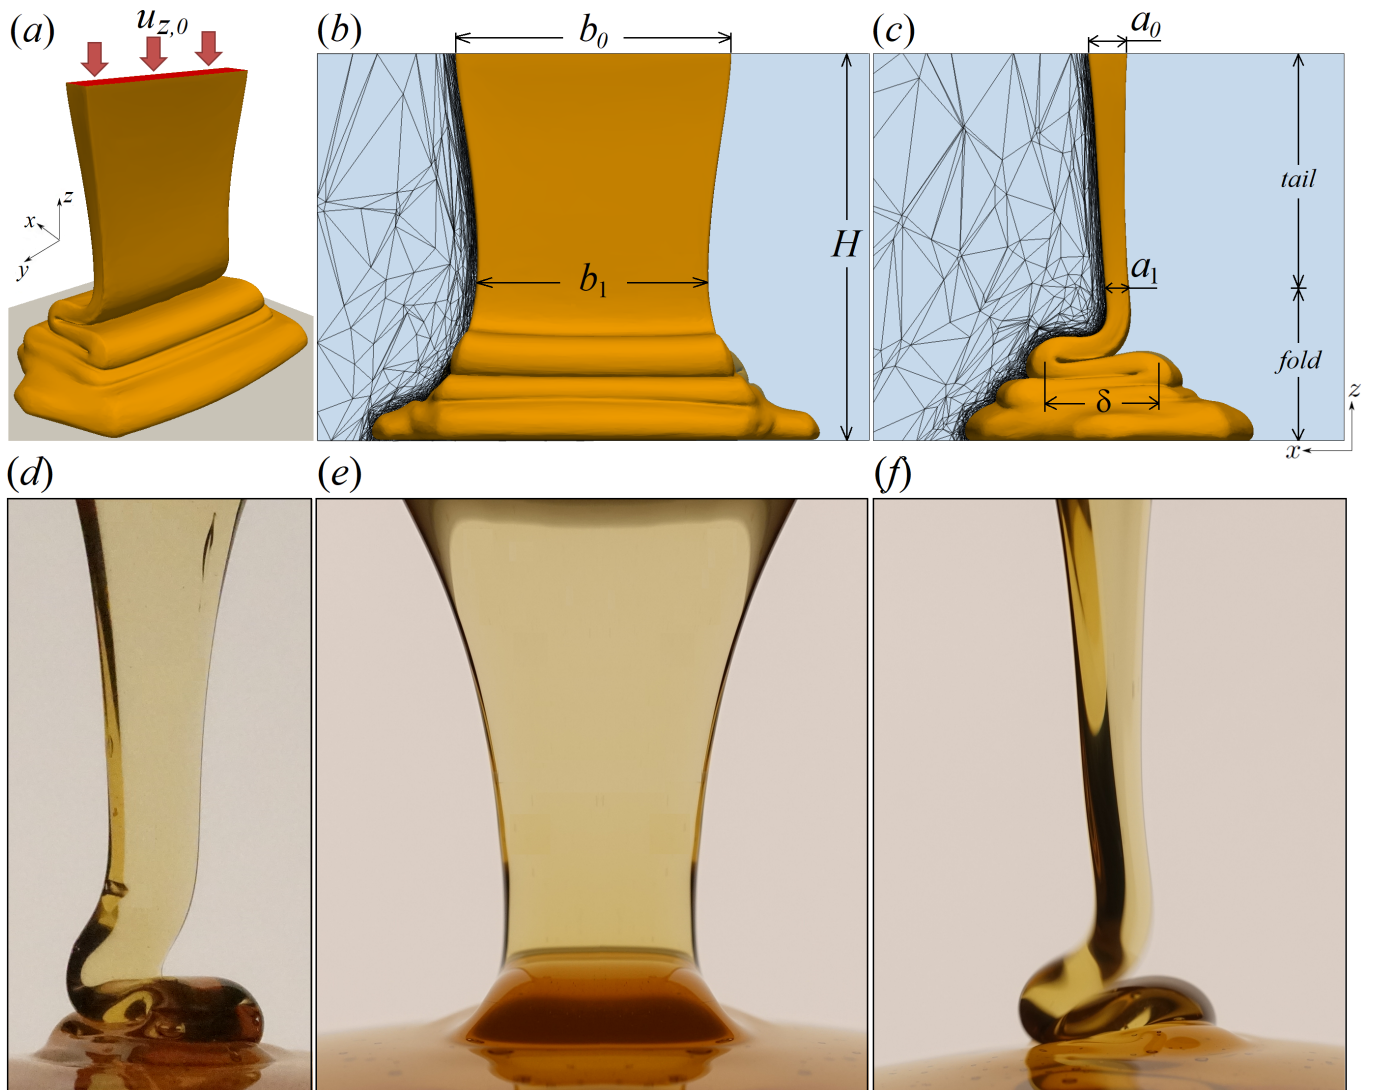 (a)
u_{z,0}
z
x
y
(b)
b_0
b_1
H
(c)
a_0
tail
a_1
fold
δ
z
x
(d)
(e)
(f)